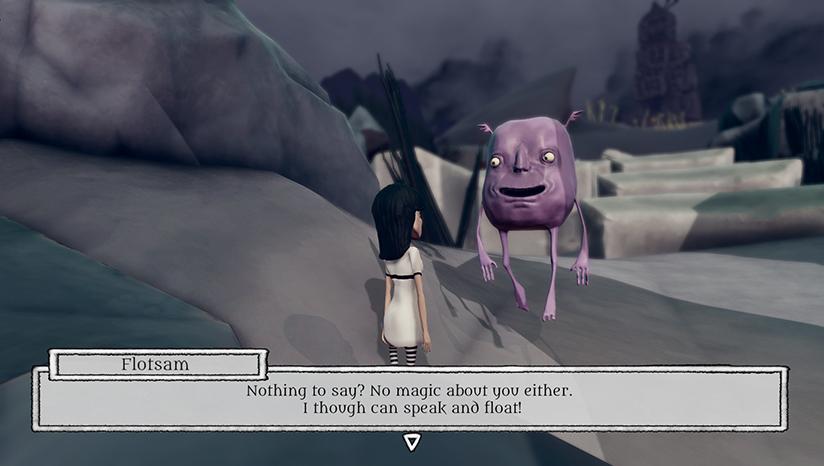 Flotsam
Nothing to say? No magic about you either.
I though can speak and float!